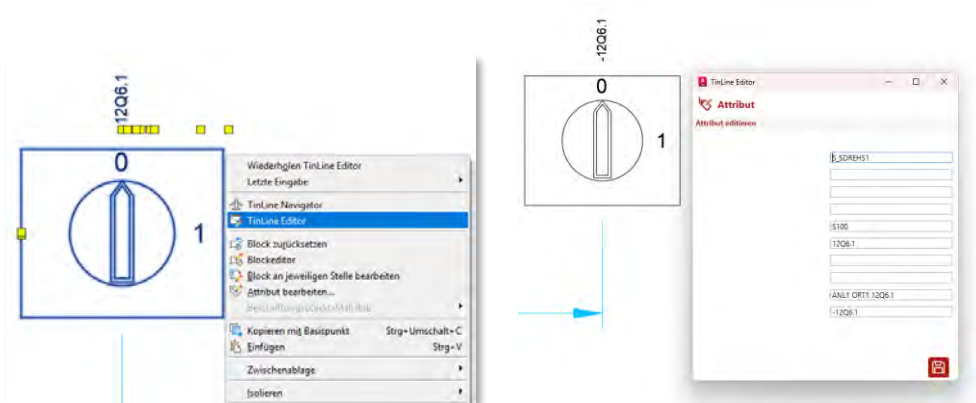 12Q6.1
0
1
Wiederholen TinLine Editor
Letzte Eingabe
TinLine Navigator
TinLine Editor
Block zurücksetzen
Blockeditor
Block an jeweiligen Stelle bearbeiten
Attribut bearbeiten...
Kopieren mit Basispunkt Strg+Umschalt+C
Einfügen Strg+V
Zwischenablage
Isolieren
-12Q6.1
0
1
TinLine Editor
Attribut
Attribut editieren
S_SDREHS1
S100
12Q6.1
ANL1 ORT1 12Q6.1
-12Q6.1